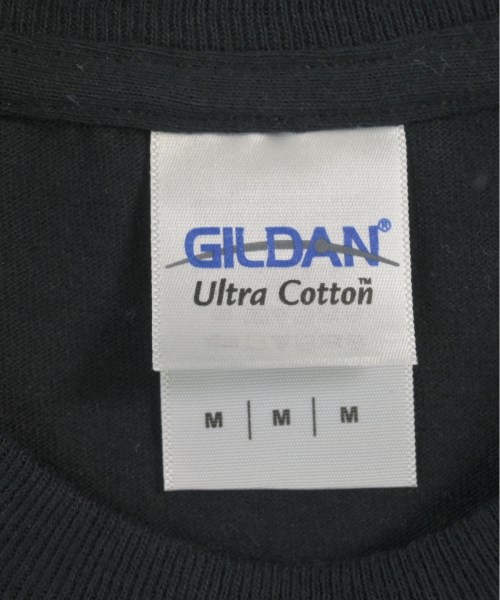 GILDAN®
Ultra Cotton™
M | M | M